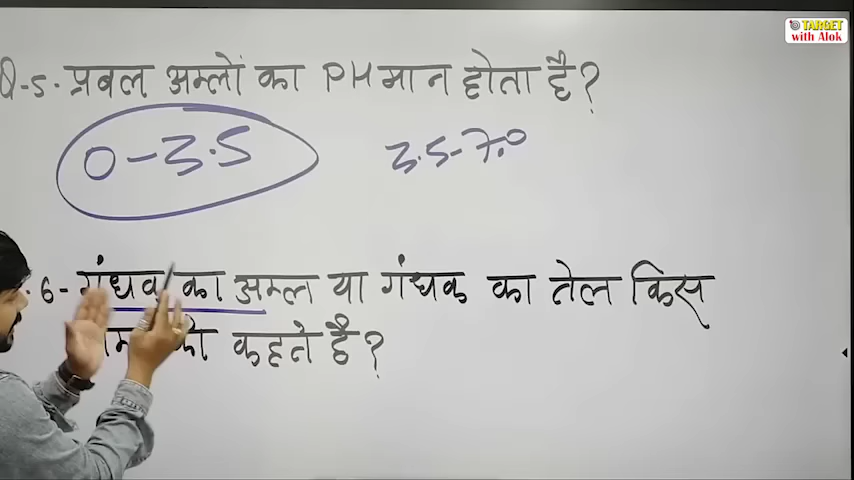 TARGET
with Alok
Q-5. प्रबल अम्लों का PH मान होता है?
0-3.5 3.5-7.0
6- गंधक का अम्ल या गंधक का तेल किस
को कहते है?